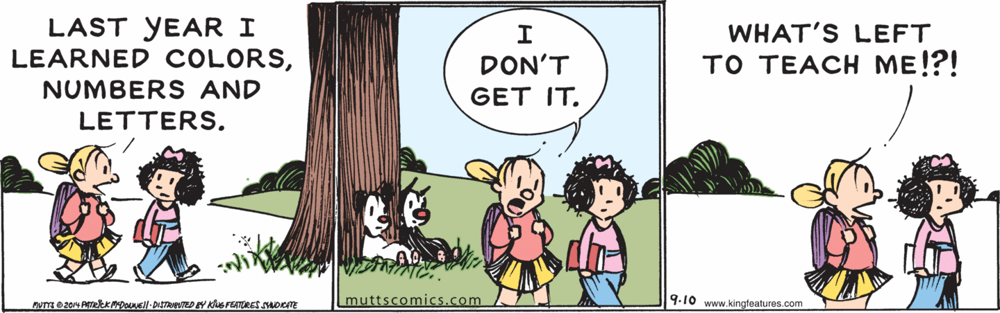 LAST YEAR I
LEARNED COLORS,
NUMBERS AND
LETTERS.
MUTTS © 2014 PATRICK McDONNELL · DISTRIBUTED BY KING FEATURES SYNDICATE
I
DON'T
GET IT.
muttscomics.com
WHAT'S LEFT
TO TEACH ME!?!
9·10 www.kingfeatures.com